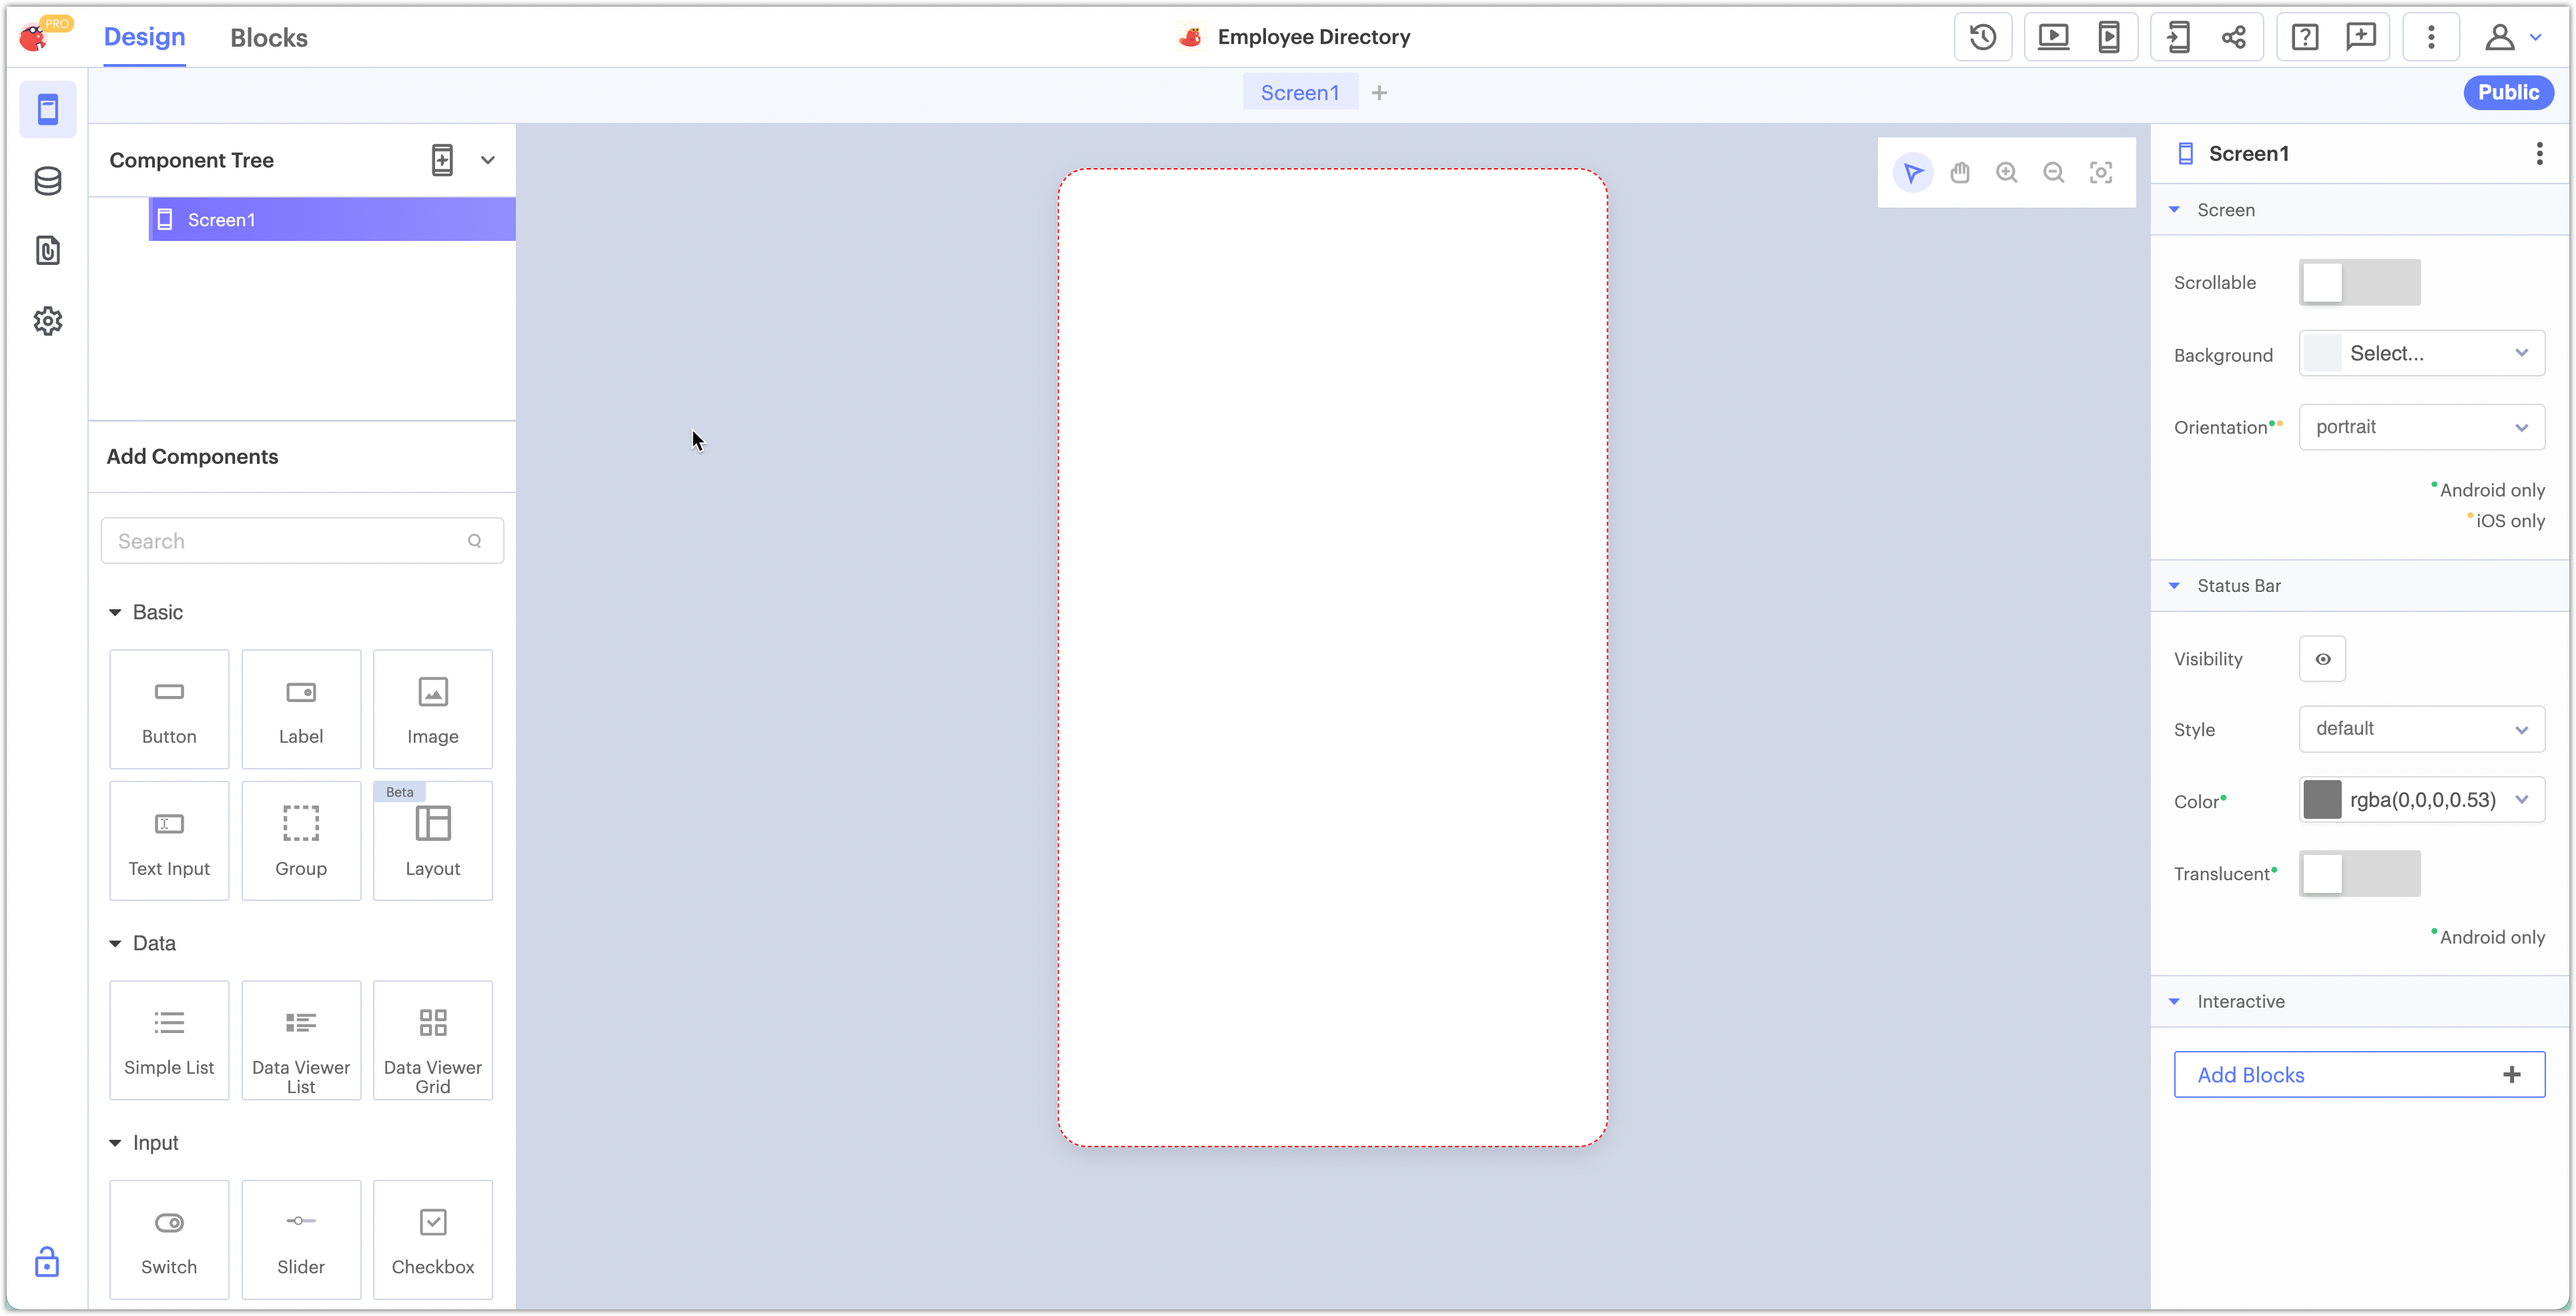 PRO
Design
Blocks
Employee Directory
Screen1
Public
Component Tree
Screen1
Add Components
Search
Basic
Button
Label
Image
Text Input
Group
Beta
Layout
Data
Simple List
Data Viewer
List
Data Viewer
Grid
Input
Switch
Slider
Checkbox
Screen1
Screen
Scrollable
Background
Select...
Orientation
portrait
Android only
iOS only
Status Bar
Visibility
Style
default
Color
rgba(0,0,0,0.53)
Translucent
Android only
Interactive
Add Blocks